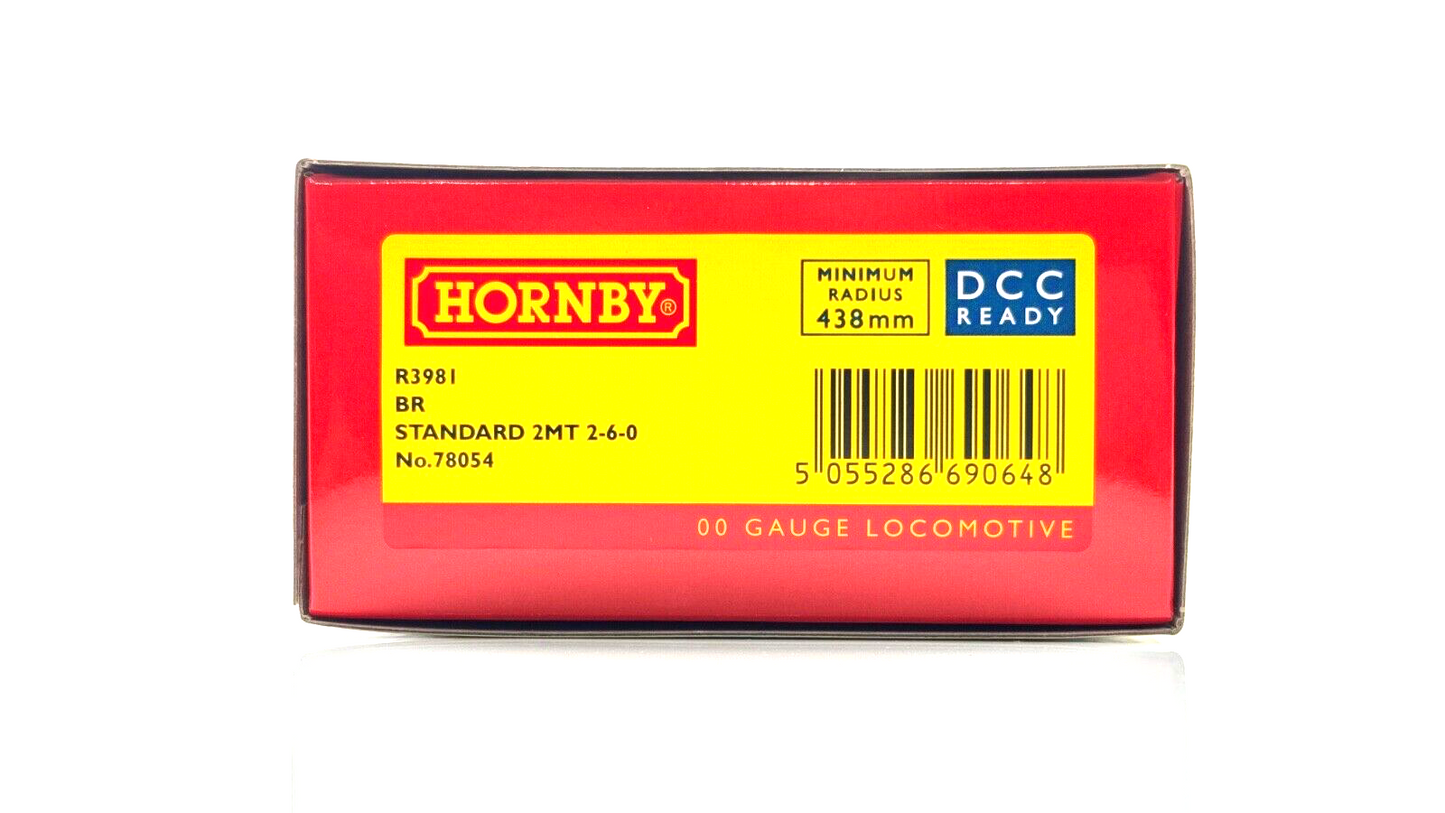 HORNBY®
MINIMUM
RADIUS
438mm
DCC
READY
R3981
BR
STANDARD 2MT 2-6-0
No.78054
5 055286 690648
00 GAUGE LOCOMOTIVE